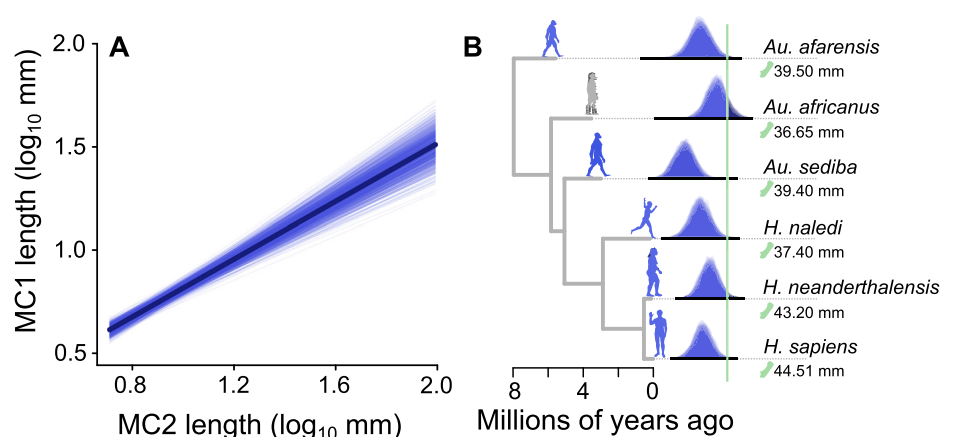 A
2.0
1.5
1.0
0.5
MC1 length (log10 mm)
0.8
1.2
1.6
2.0
MC2 length (log10 mm)
B
Au. afarensis
39.50 mm
Au. africanus
36.65 mm
Au. sediba
39.40 mm
H. naledi
37.40 mm
H. neanderthalensis
43.20 mm
H. sapiens
44.51 mm
8
4
0
Millions of years ago